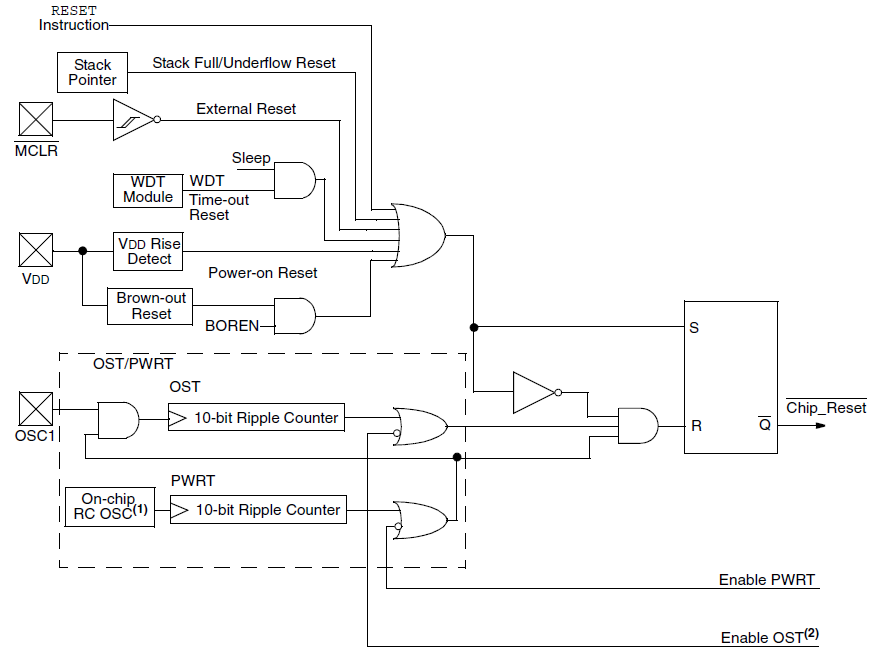 RESET
Instruction
Stack
Pointer
Stack Full/Underflow Reset
External Reset
MCLR
Sleep
WDT
Module
WDT
Time-out
Reset
VDD Rise
Detect
VDD
Power-on Reset
Brown-out
Reset
BOREN
S
OST/PWRT
OST
10-bit Ripple Counter
OSC1
R
Q
Chip_Reset
PWRT
On-chip
RC OSC(1)
10-bit Ripple Counter
Enable PWRT
Enable OST(2)